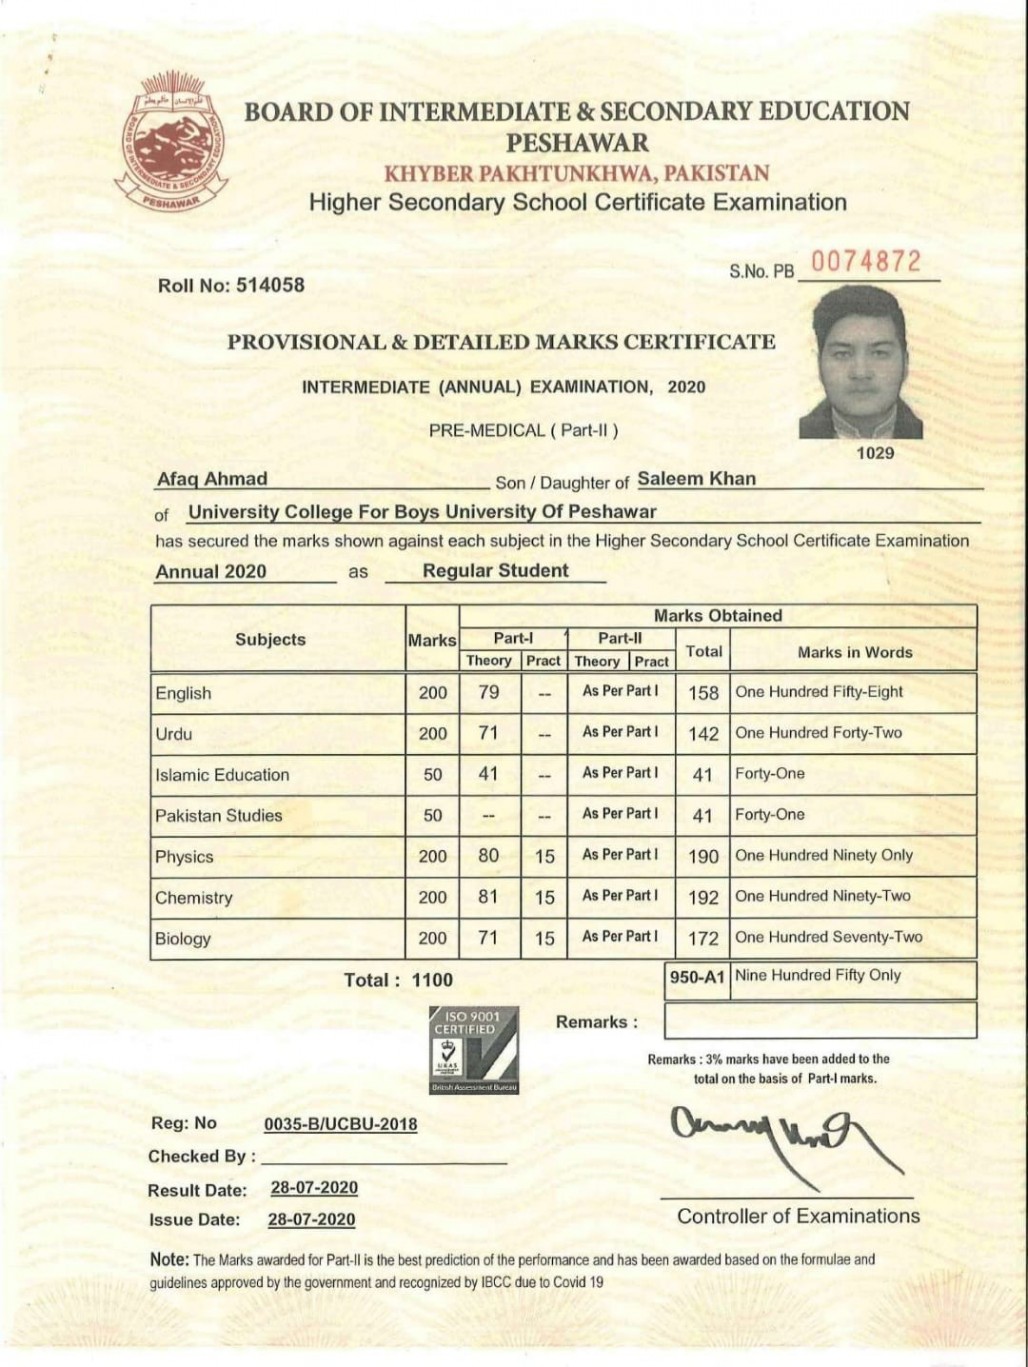 BOARD OF INTERMEDIATE & SECONDARY EDUCATION
PESHAWAR
KHYBER PAKHTUNKHWA, PAKISTAN
Higher Secondary School Certificate Examination
BOARD OF INTERMEDIATE & SECONDARY EDUCATION
PESHAWAR
S.No. PB 0074872
Roll No: 514058
PROVISIONAL & DETAILED MARKS CERTIFICATE
INTERMEDIATE (ANNUAL) EXAMINATION, 2020
PRE-MEDICAL ( Part-II )
1029
Afaq Ahmad Son / Daughter of Saleem Khan
of University College For Boys University Of Peshawar
has secured the marks shown against each subject in the Higher Secondary School Certificate Examination
Annual 2020 as Regular Student
Marks Obtained
Subjects Marks Part-I Part-II Total Marks in Words
Theory Pract Theory Pract
English 200 79 -- As Per Part I 158 One Hundred Fifty-Eight
Urdu 200 71 -- As Per Part I 142 One Hundred Forty-Two
Islamic Education 50 41 -- As Per Part I 41 Forty-One
Pakistan Studies 50 -- -- As Per Part I 41 Forty-One
Physics 200 80 15 As Per Part I 190 One Hundred Ninety Only
Chemistry 200 81 15 As Per Part I 192 One Hundred Ninety-Two
Biology 200 71 15 As Per Part I 172 One Hundred Seventy-Two
Total : 1100 950-A1 Nine Hundred Fifty Only
ISO 9001
CERTIFIED
UKAS
British Assessment Bureau
Remarks :
Remarks : 3% marks have been added to the
total on the basis of Part-I marks.
Reg: No 0035-B/UCBU-2018
Checked By :
Result Date: 28-07-2020
Issue Date: 28-07-2020
Controller of Examinations
Note: The Marks awarded for Part-II is the best prediction of the performance and has been awarded based on the formulae and
guidelines approved by the government and recognized by IBCC due to Covid 19